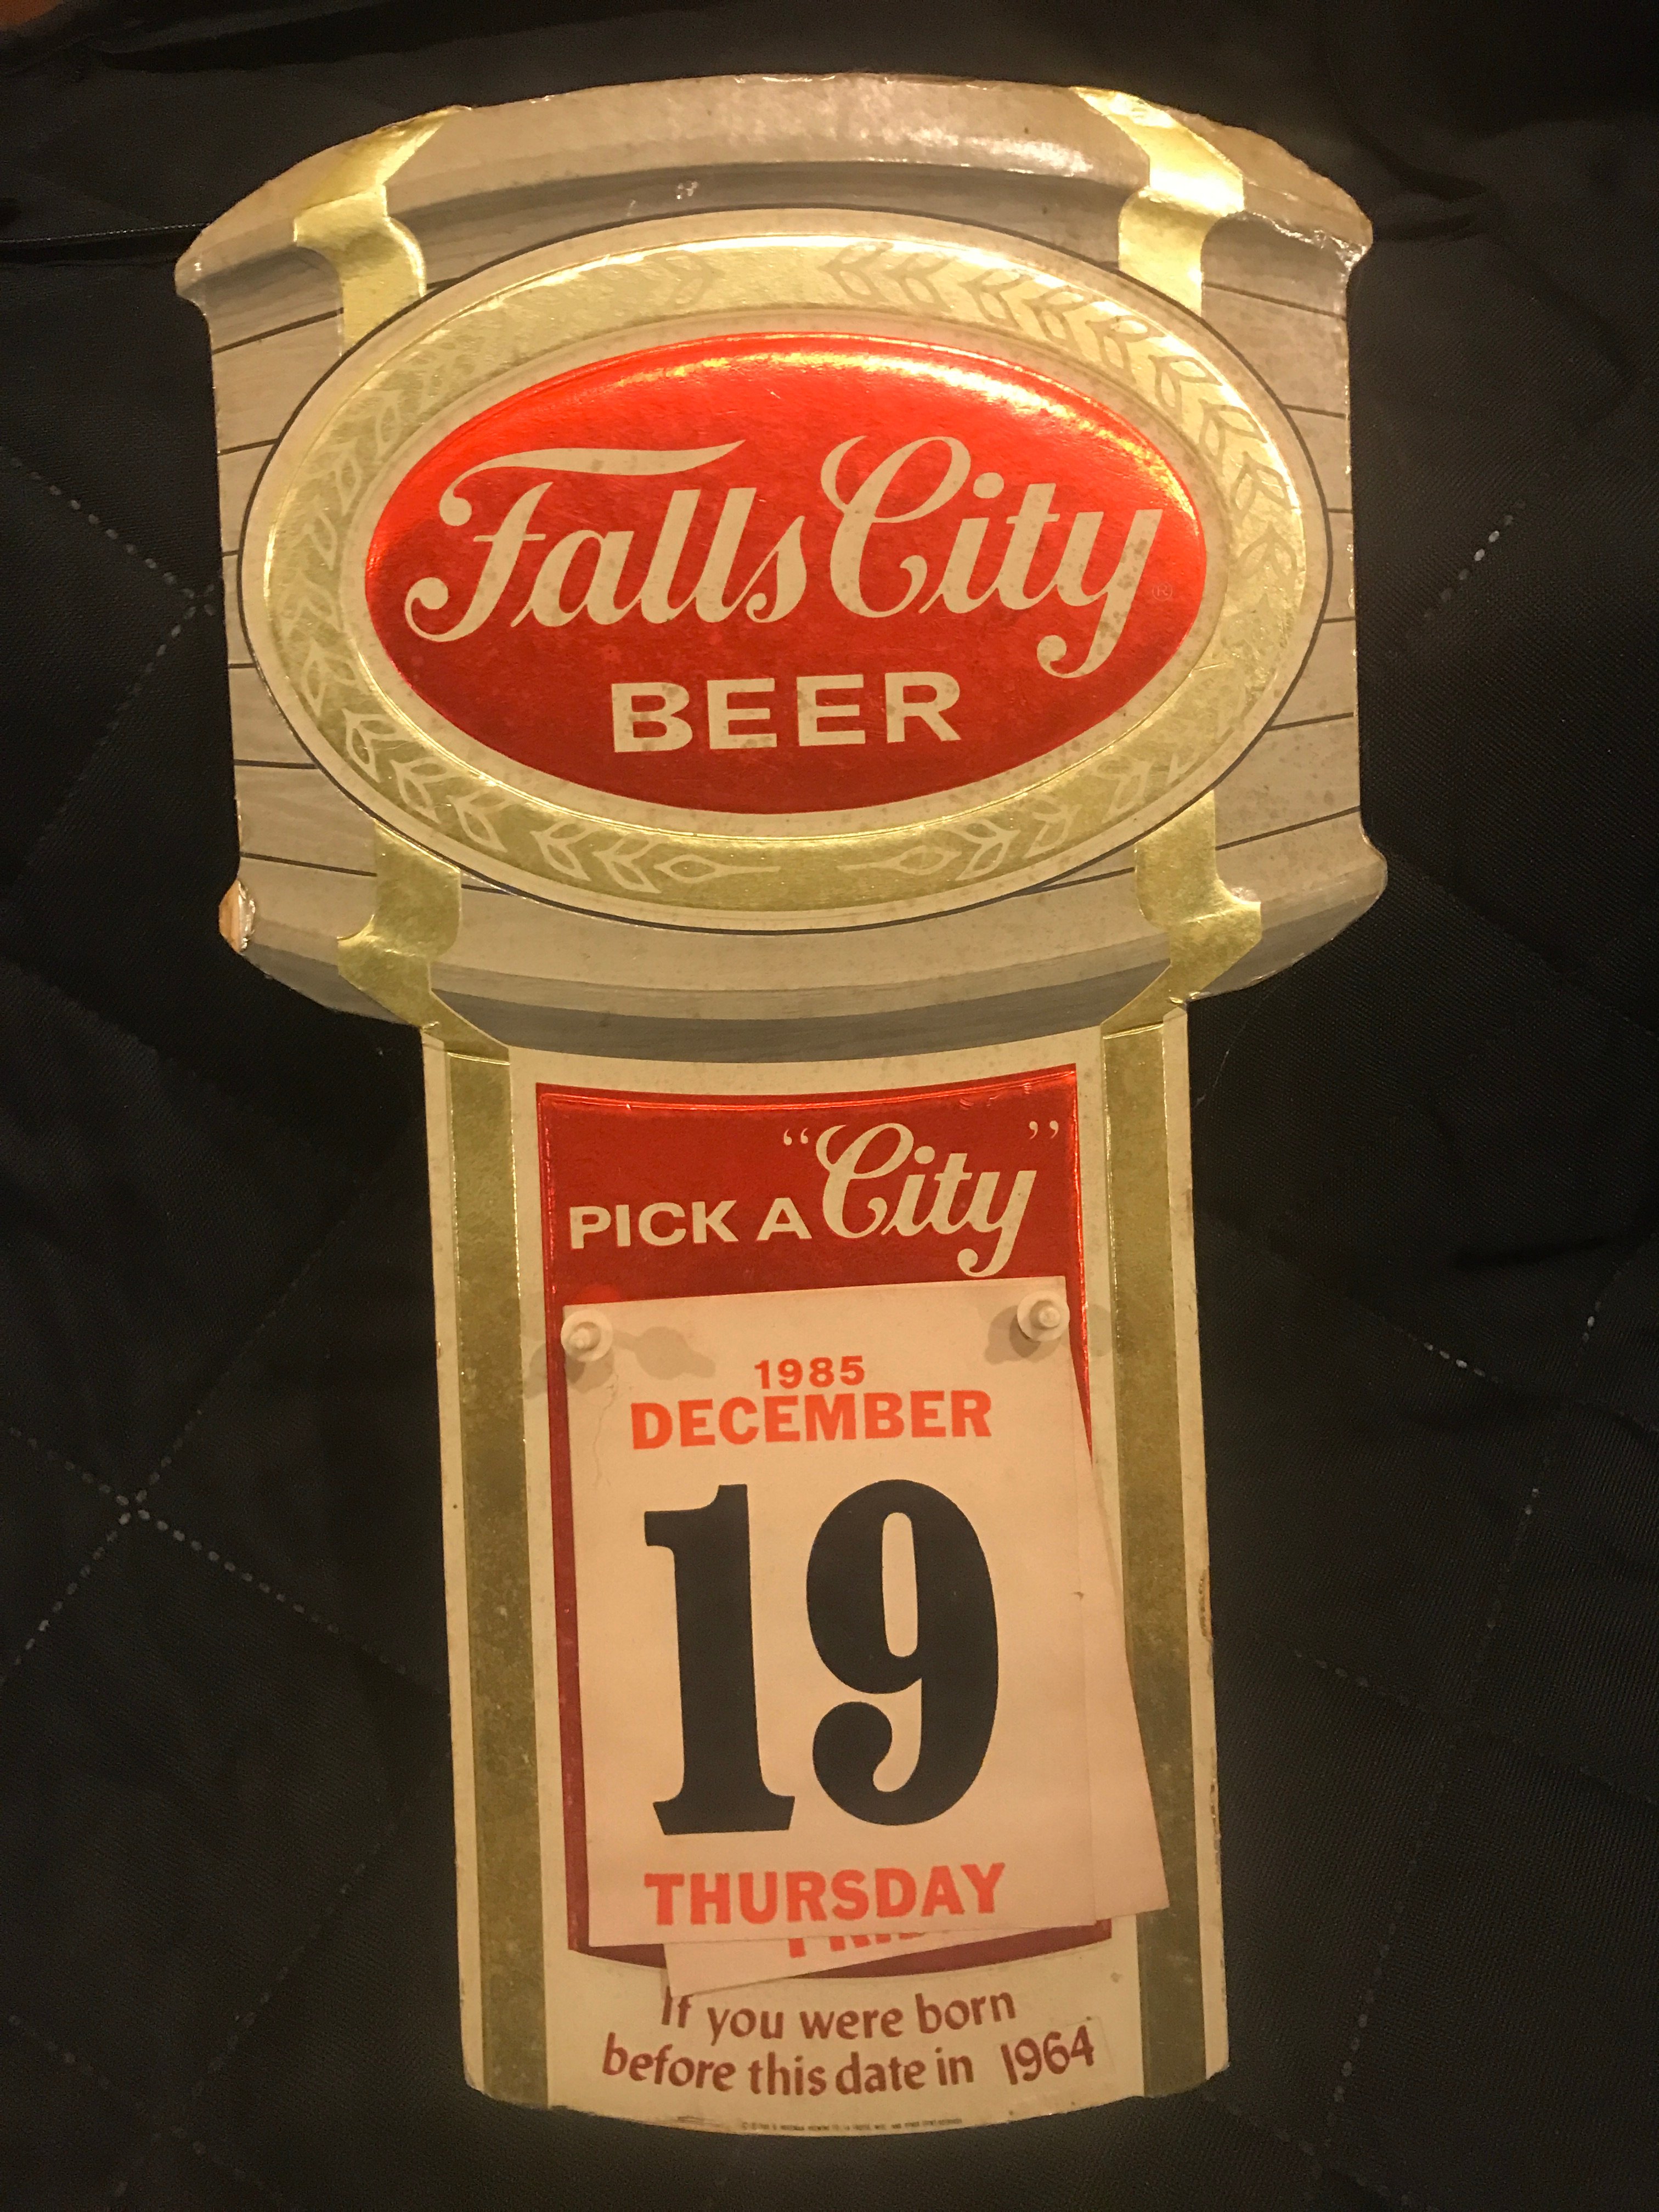 Falls City
®
BEER
PICK A "City"
1985
DECEMBER
19
THURSDAY
If you were born
before this date in 1964